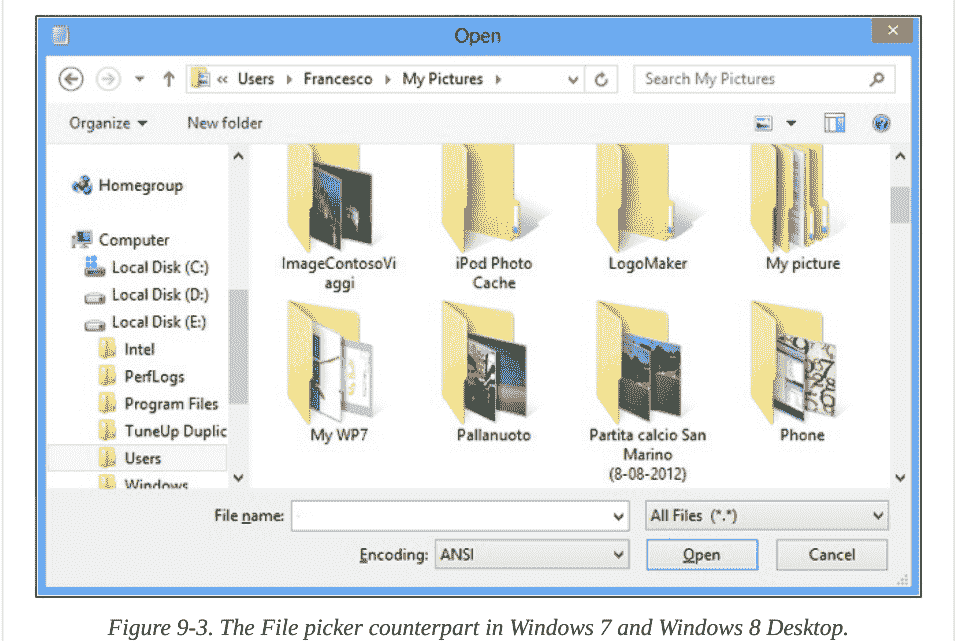 Open
« Users Francesco My Pictures
Search My Pictures
Organize New folder
Homegroup
Computer
Local Disk (C:)
Local Disk (D:)
Local Disk (E:)
Intel
PerfLogs
Program Files
TuneUp Duplic
Users
Windows
ImageContosoVi
aggi
iPod Photo
Cache
LogoMaker
My picture
My WP7
Pallanuoto
Partita calcio San
Marino
(8-08-2012)
Phone
File name:
All Files (*.*)
Encoding: ANSI
Open Cancel
Figure 9-3. The File picker counterpart in Windows 7 and Windows 8 Desktop.